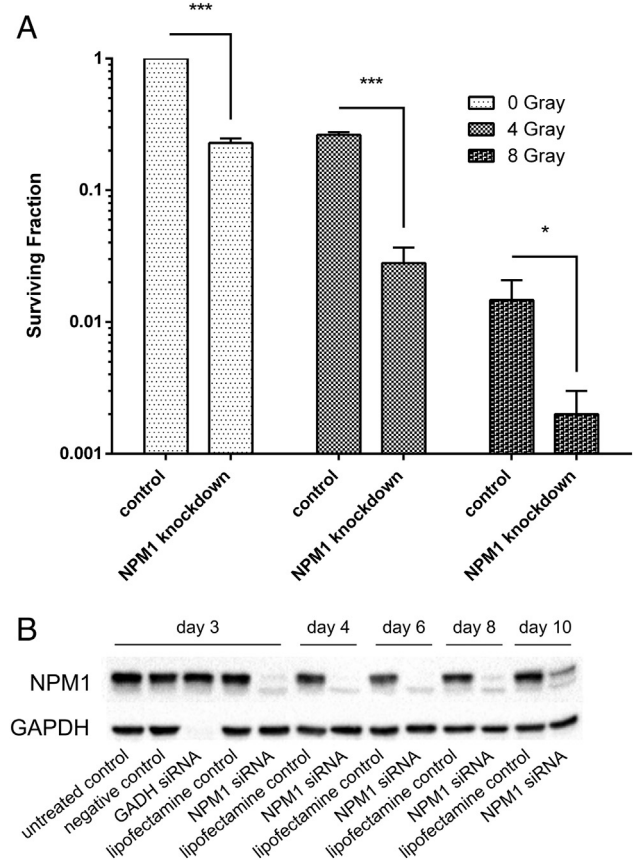 A
***
***
*
0 Gray
4 Gray
8 Gray
Surviving Fraction
1
0.1
0.01
0.001
control
NPM1 knockdown
control
NPM1 knockdown
control
NPM1 knockdown
B
day 3 day 4 day 6 day 8 day 10
NPM1
GAPDH
untreated control
negative control
GADH siRNA
lipofectamine control
NPM1 siRNA
lipofectamine control
NPM1 siRNA
lipofectamine control
NPM1 siRNA
lipofectamine control
NPM1 siRNA
lipofectamine control
NPM1 siRNA